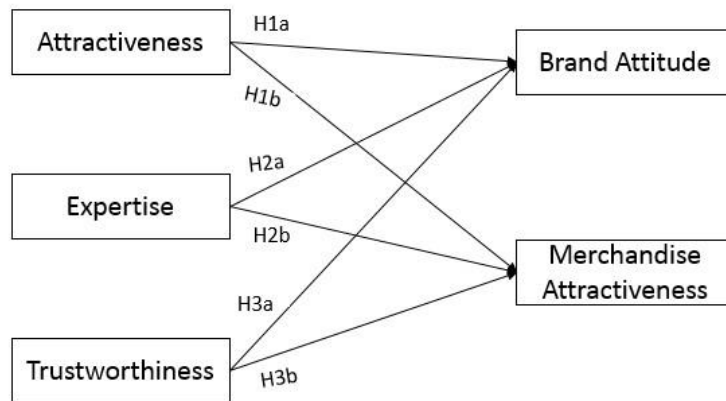 Attractiveness
H1a
Brand Attitude
H1b
H2a
Expertise
H2b
Merchandise
Attractiveness
H3a
Trustworthiness
H3b